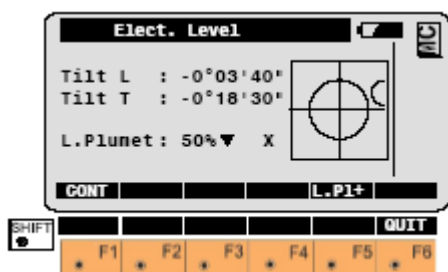 Elect. Level
MC
Tilt L : -0°03'40"
Tilt T : -0°18'30"
L.Plumet: 50%▼ X
CONT L.Pl+
SHIFT QUIT
F1 F2 F3 F4 F5 F6